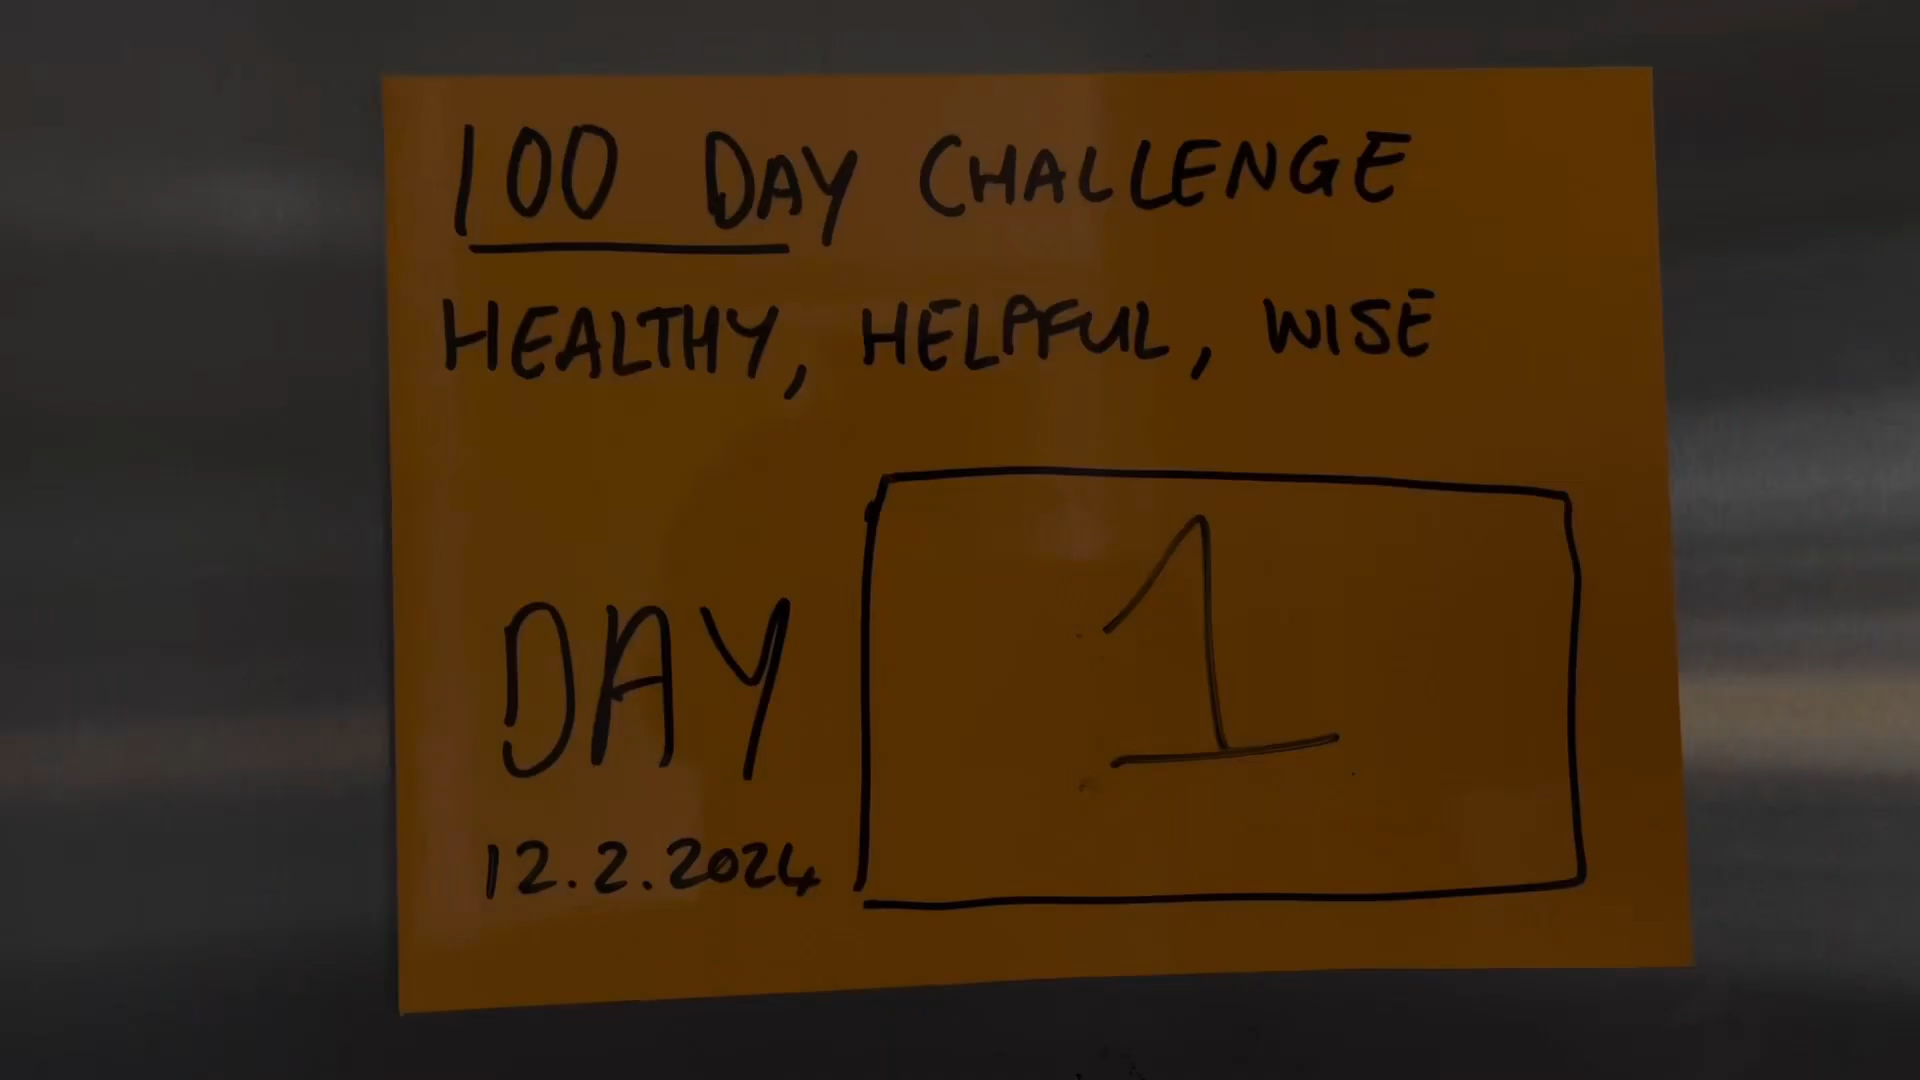 100 DAY CHALLENGE
HEALTHY, HELPFUL, WISE
DAY 1
12.2.2024